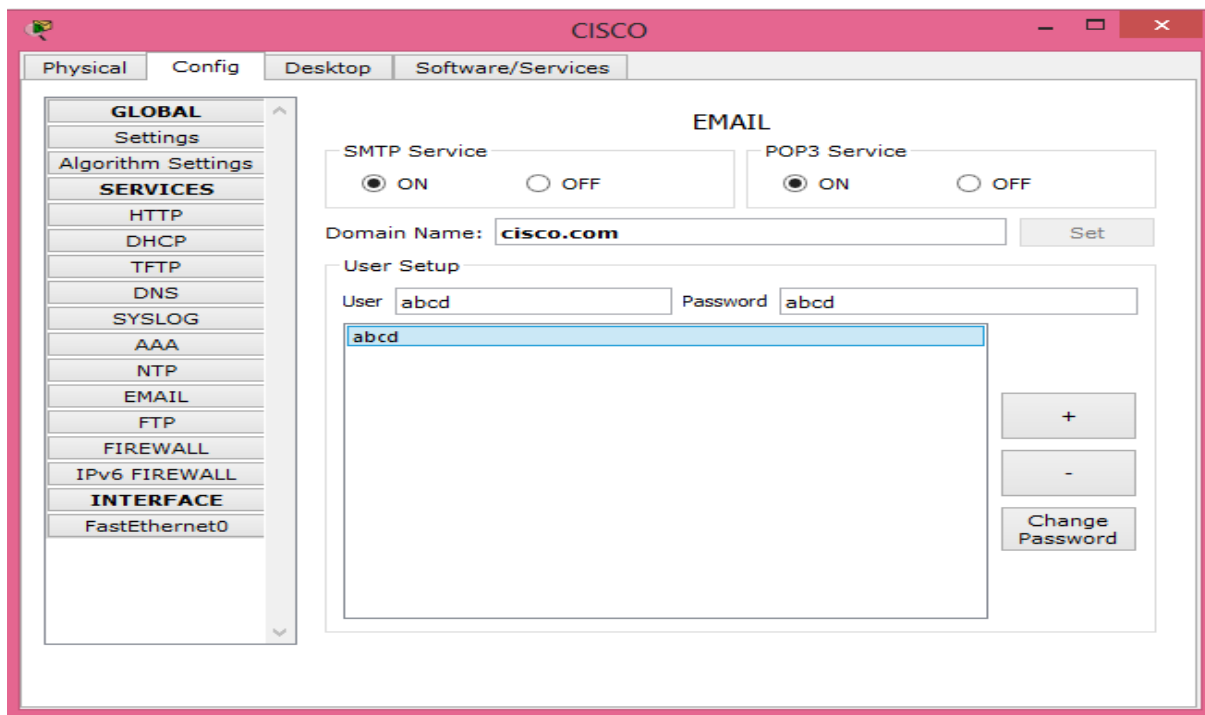 CISCO
Physical Config Desktop Software/Services
GLOBAL
Settings
Algorithm Settings
SERVICES
HTTP
DHCP
TFTP
DNS
SYSLOG
AAA
NTP
EMAIL
FTP
FIREWALL
IPv6 FIREWALL
INTERFACE
FastEthernet0
EMAIL
SMTP Service
ON OFF
POP3 Service
ON OFF
Domain Name: cisco.com Set
User Setup
User abcd Password abcd
abcd
+
-
Change
Password